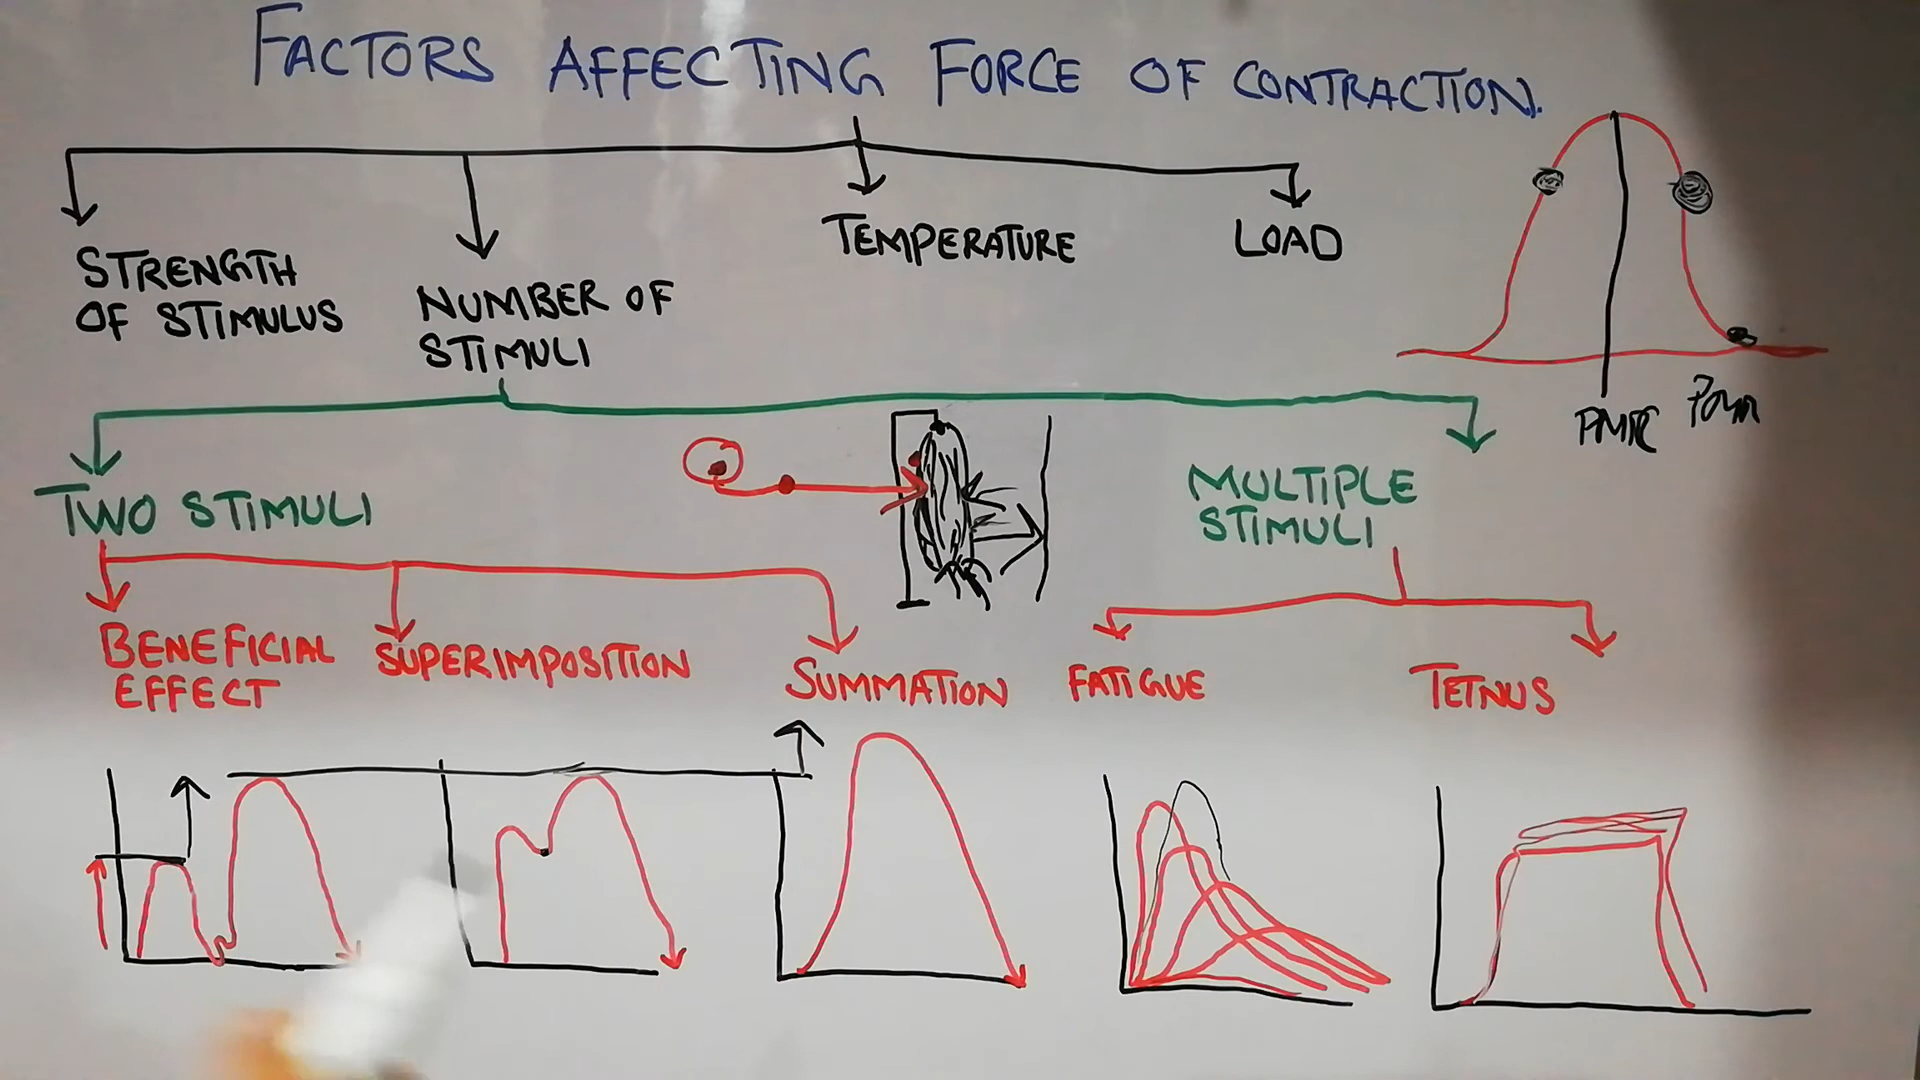 FACTORS AFFECTING FORCE OF CONTRACTION.
STRENGTH
OF STIMULUS
NUMBER OF
STIMULI
TEMPERATURE
LOAD
TWO STIMULI
MULTIPLE
STIMULI
BENEFICIAL
EFFECT
SUPERIMPOSITION
SUMMATION
FATIGUE
TETNUS